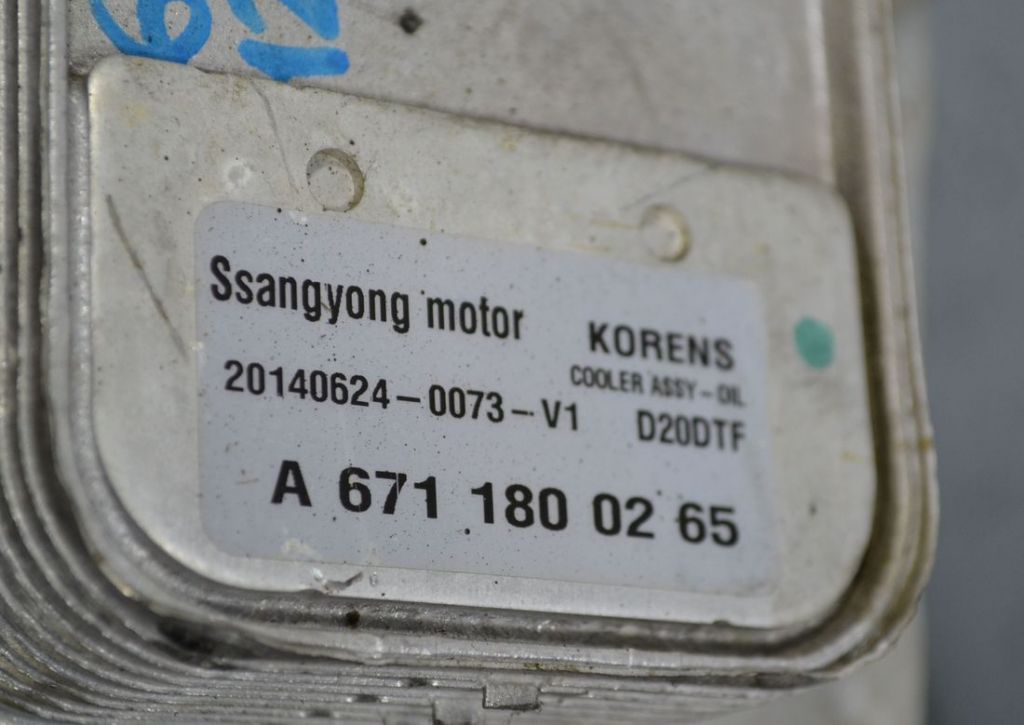 Ssangyong motor
KORENS
COOLER ASSY-OIL
20140624-0073-V1
D20DTF
A 671 180 02 65